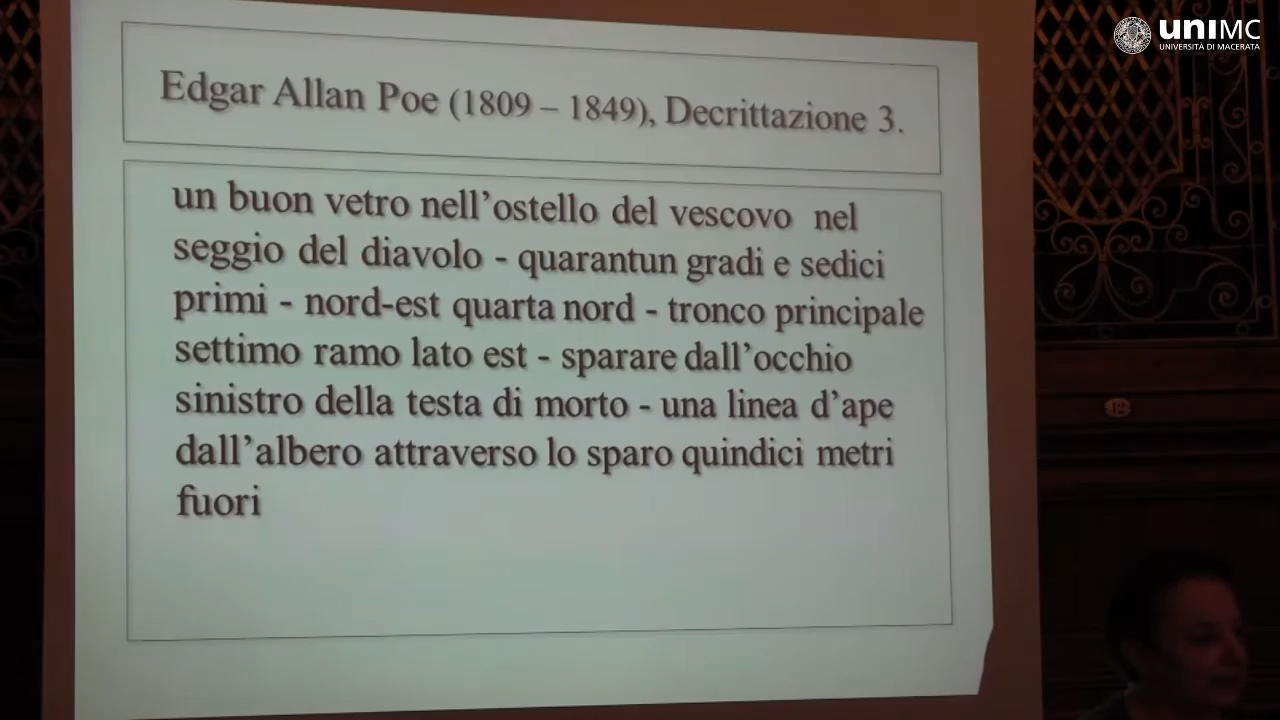 uniMC
UNIVERSITÀ DI MACERATA
Edgar Allan Poe (1809 – 1849), Decrittazione 3.
un buon vetro nell’ostello del vescovo nel
seggio del diavolo - quarantun gradi e sedici
primi - nord-est quarta nord - tronco principale
settimo ramo lato est - sparare dall’occhio
sinistro della testa di morto - una linea d’ape
dall’albero attraverso lo sparo quindici metri
fuori
12